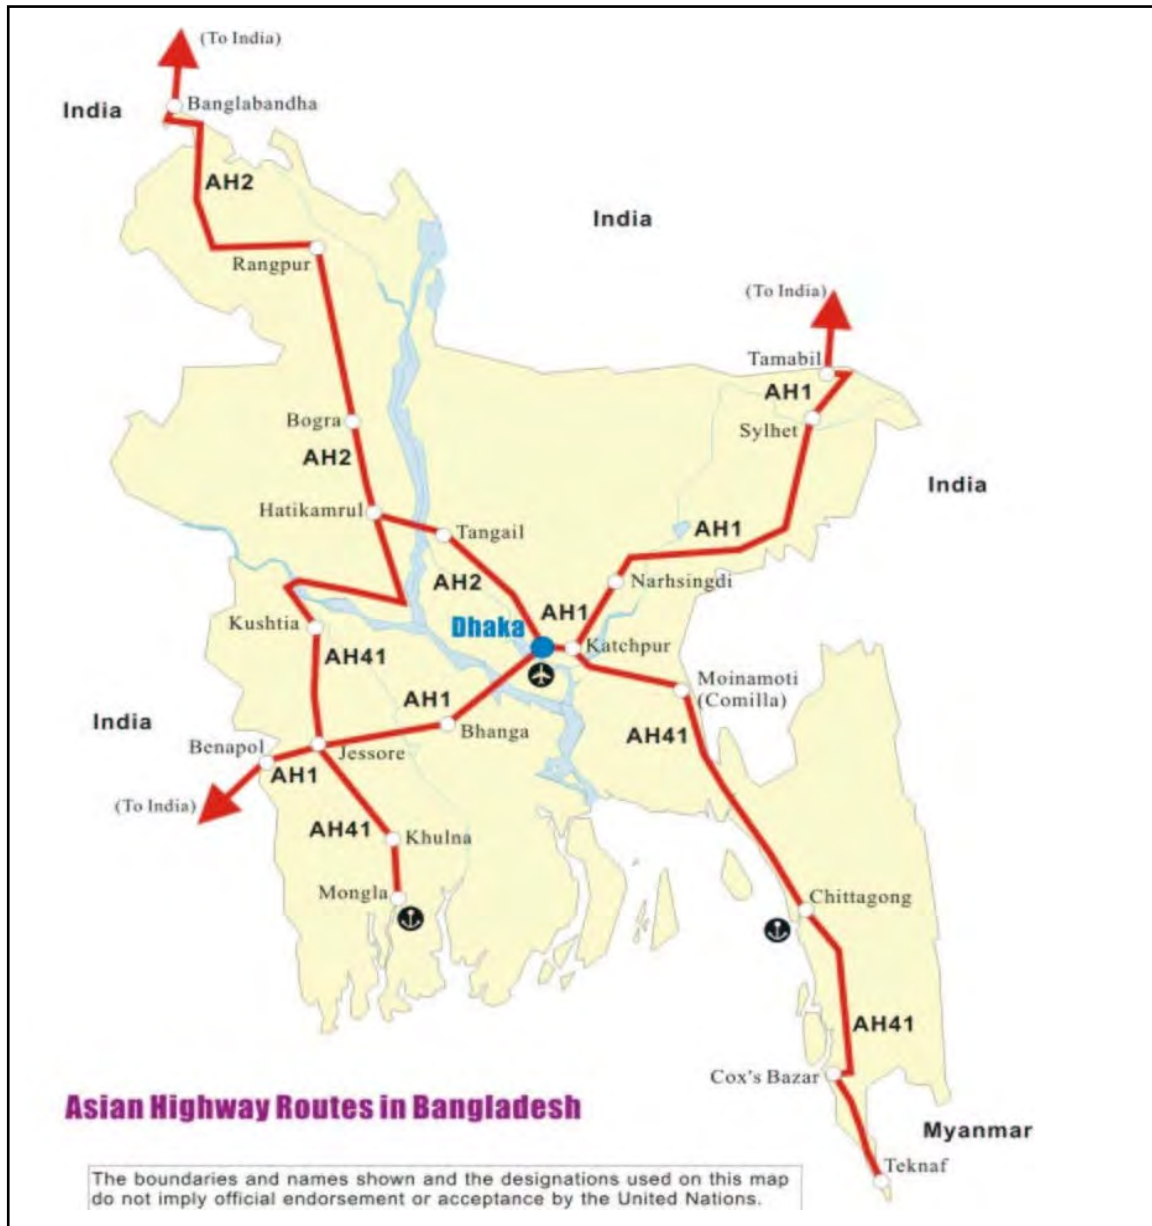 (To India)
India
Banglabandha
AH2
India
Rangpur
(To India)
Tamabil
AH1
Bogra
Sylhet
AH2
India
Hatikamrul
Tangail
AH1
AH2
Narhsingdi
AH1
Kushtia
Dhaka
Katchpur
AH41
Moinamoti
(Comilla)
AH1
India
Bhanga
AH41
Benapol
Jessore
AH1
(To India)
AH41
Khulna
Mongla
Chittagong
AH41
Cox's Bazar
Asian Highway Routes in Bangladesh
Myanmar
Teknaf
The boundaries and names shown and the designations used on this map
do not imply official endorsement or acceptance by the United Nations.